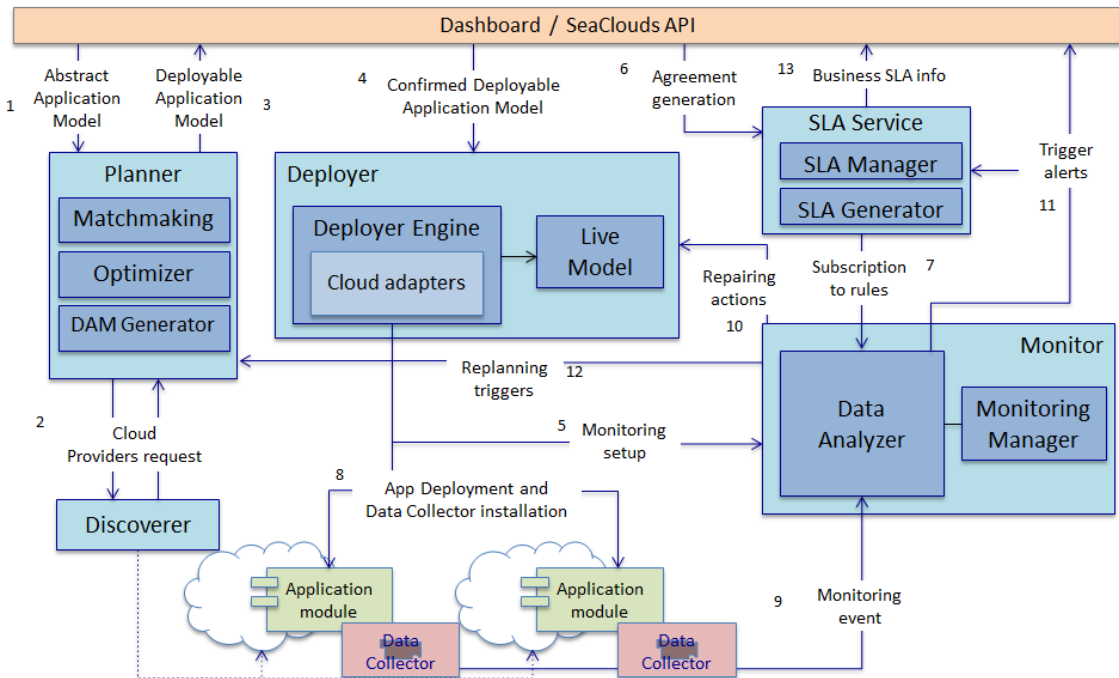 Dashboard / SeaClouds API
1
Abstract
Application
Model
Deployable
Application
Model
3
4
Confirmed Deployable
Application Model
6
Agreement
generation
13
Business SLA info
Planner
Matchmaking
Optimizer
DAM Generator
Deployer
Deployer Engine
Cloud adapters
Live
Model
SLA Service
SLA Manager
SLA Generator
Trigger
alerts
11
Repairing
actions
10
Subscription
to rules
7
Replanning
triggers
12
Monitor
Data
Analyzer
Monitoring
Manager
2
Cloud
Providers request
5
Monitoring
setup
8
App Deployment and
Data Collector installation
Discoverer
Application
module
Data
Collector
Application
module
Data
Collector
9
Monitoring
event